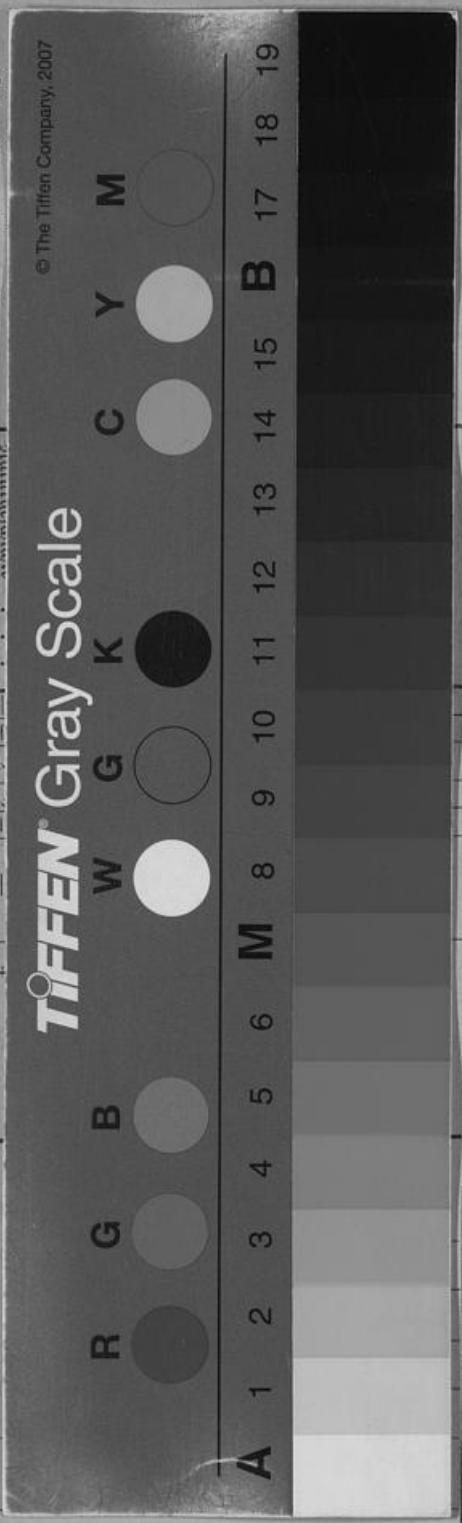 TIFFEN® Gray Scale
© The Tiffen Company, 2007
R G B W G K C Y M
A 1 2 3 4 5 6 M 8 9 10 11 12 13 14 15 B 17 18 19